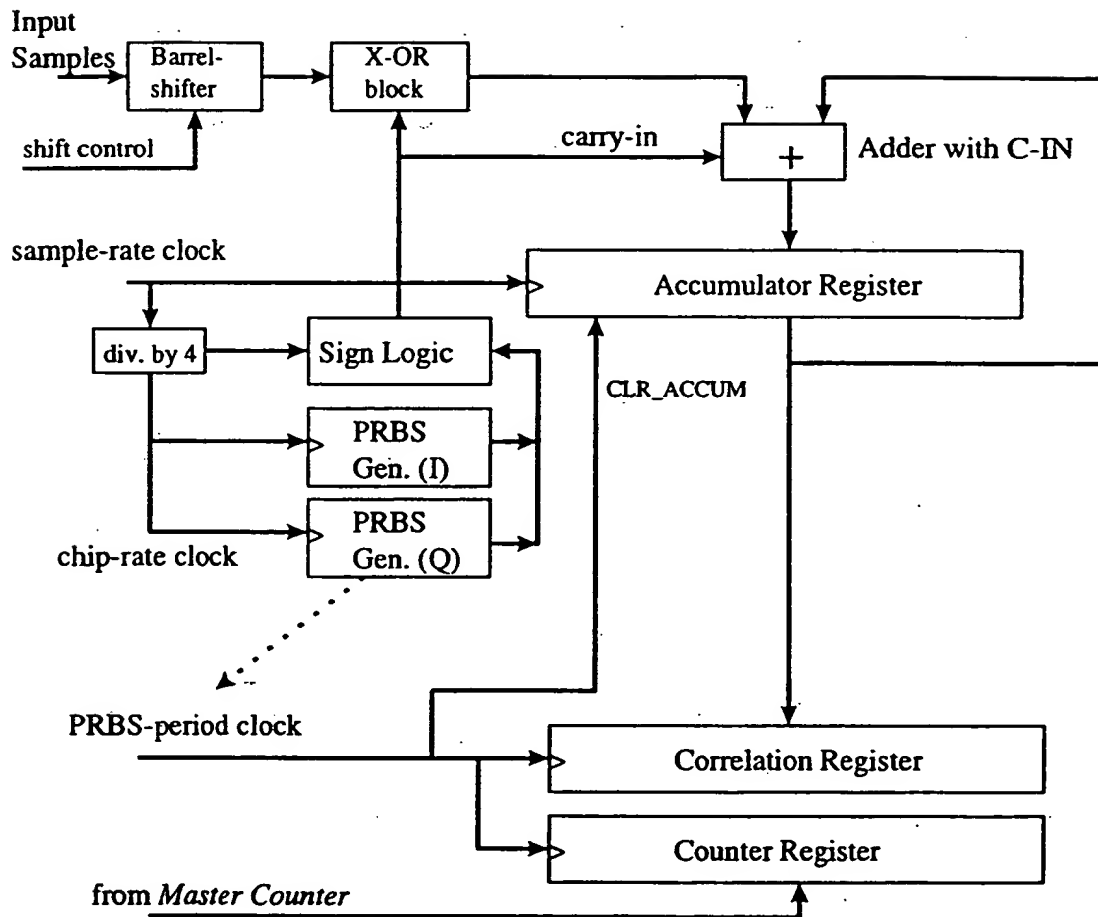 Input
Samples
Barrel-
shifter
X-OR
block
shift control
carry-in
+
Adder with C-IN
sample-rate clock
Accumulator Register
div. by 4
Sign Logic
CLR_ACCUM
PRBS
Gen. (I)
PRBS
Gen. (Q)
chip-rate clock
PRBS-period clock
Correlation Register
Counter Register
from Master Counter